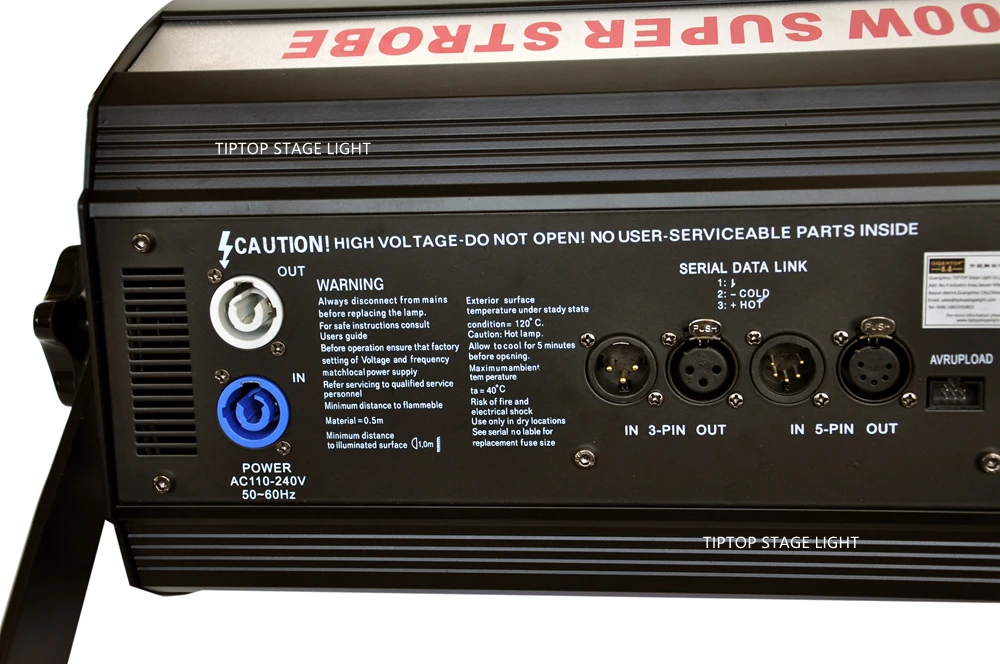 00W SUPER STROBE
TIPTOP STAGE LIGHT
CAUTION! HIGH VOLTAGE-DO NOT OPEN! NO USER-SERVICEABLE PARTS INSIDE
OUT
WARNING
Always disconnect from mains
before replacing the lamp.
For safe instructions consult
Users guide
Before operation ensure that factory
setting of Voltage and frequency
matchlocal power supply
Refer servicing to qualified service
personnel
Minimum distance to flammeble
Material=0.5m
Minimum distance
to illuminated surface 1,0m
Exterior surface
temperature under stady state
condition= 120°C.
Caution: Hot lamp.
Allow to cool for 5 minutes
before opening.
Maximum ambient
tem perature
ta=40°C
Risk of fire and
electrical shock
Use only in dry locations
See serial no lable for
replacement fuse size
IN
POWER
AC110-240V
50~60Hz
SERIAL DATA LINK
1:
2: - COLD
3: + HOT
PUSH
PUSH
IN 3-PIN OUT
IN 5-PIN OUT
AVRUPLOAD
TIPTOP STAGE LIGHT